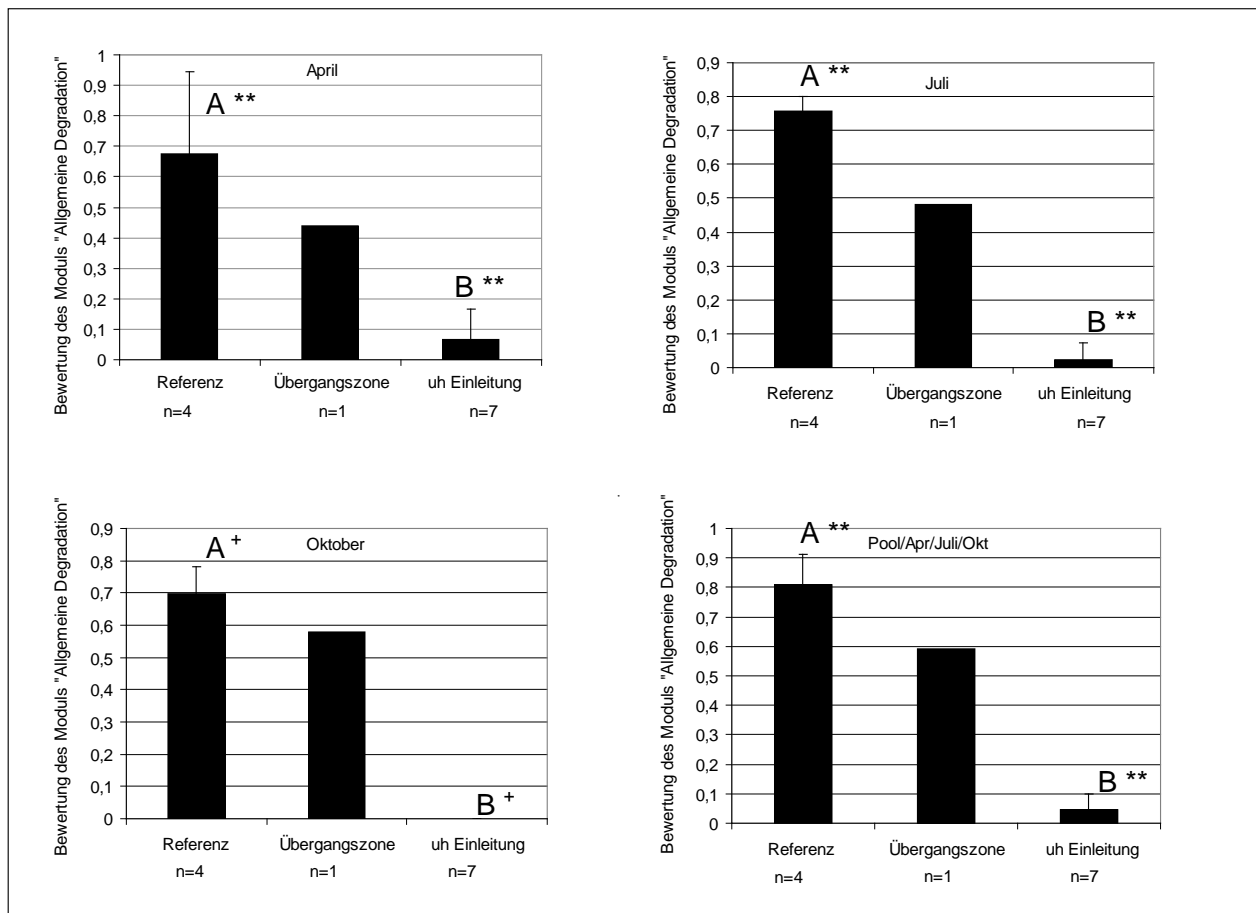 Bewertung des Moduls "Allgemeine Degradation"
1
0,9
0,8
0,7
0,6
0,5
0,4
0,3
0,2
0,1
0
April
A **
B **
Referenz Übergangszone uh Einleitung
n=4 n=1 n=7
Bewertung des Moduls "Allgemeine Degradation"
0,9
0,8
0,7
0,6
0,5
0,4
0,3
0,2
0,1
0
Juli
A **
B **
Referenz Übergangszone uh Einleitung
n=4 n=1 n=7
Bewertung des Moduls "Allgemeine Degradation"
0,9
0,8
0,7
0,6
0,5
0,4
0,3
0,2
0,1
0
Oktober
A +
B +
Referenz Übergangszone uh Einleitung
n=4 n=1 n=7
Bewertung des Moduls "Allgemeine Degradation"
1
0,9
0,8
0,7
0,6
0,5
0,4
0,3
0,2
0,1
0
A **
Pool/Apr/Juli/Okt
B **
Referenz Übergangszone uh Einleitung
n=4 n=1 n=7